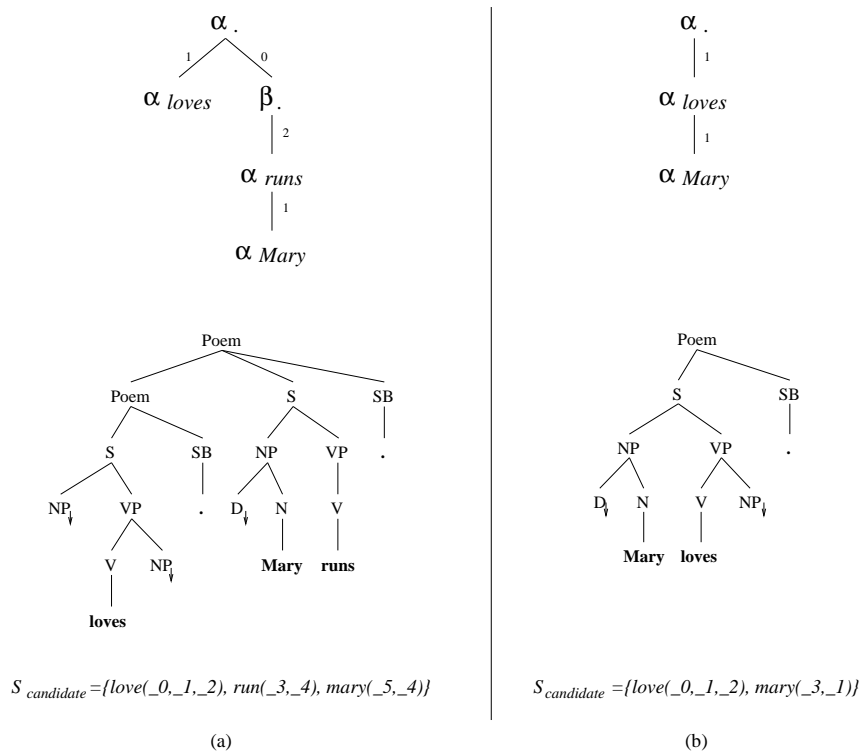 α .
1 0
α loves β .
2
α runs
1
α Mary
Poem
Poem S SB
S SB NP VP .
NP↓ VP . D↓ N V
V NP↓ Mary runs
loves
S candidate ={love(_0,_1,_2), run(_3,_4), mary(_5,_4)}
(a)
α .
1
α loves
1
α Mary
Poem
S SB
NP VP .
D↓ N V NP↓
Mary loves
S candidate ={love(_0,_1,_2), mary(_3,_1)}
(b)